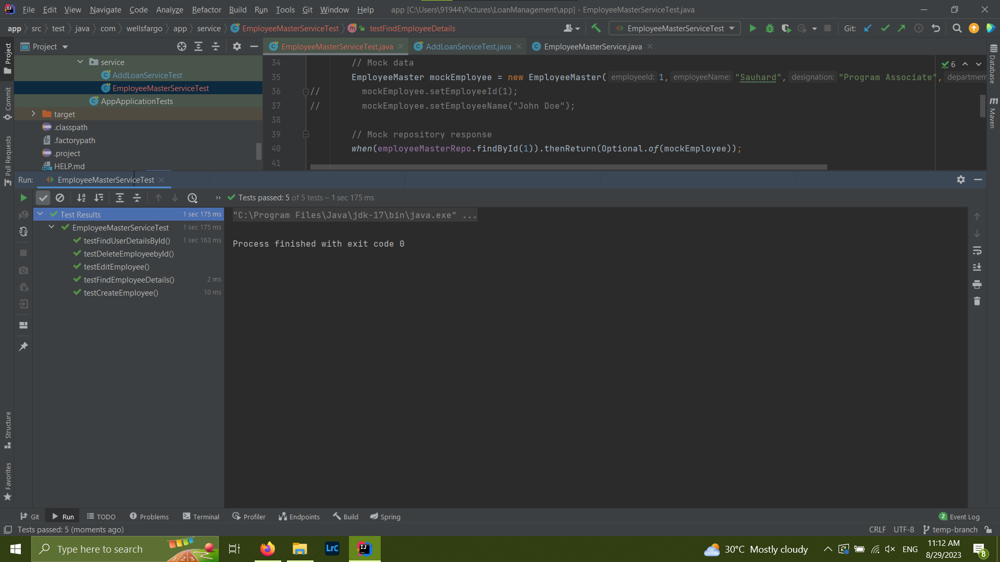 File Edit View Navigate Code Analyze Refactor Build Run Tools Git Window Help app [C:\Users\91944\Pictures\LoanManagement\app] - EmployeeMasterServiceTest.java
app src test java com wellsfargo app service EmployeeMasterServiceTest testFindEmployeeDetails EmployeeMasterServiceTest Git:
Project EmployeeMasterServiceTest.java AddLoanServiceTest.java EmployeeMasterService.java
Project
Commit
Pull Requests
service
AddLoanServiceTest
EmployeeMasterServiceTest
AppApplicationTests
target
.classpath
.factorypath
.project
HELP.md
34 // Mock data
35 EmployeeMaster mockEmployee = new EmployeeMaster( employeeId: 1, employeeName: "Sauhard", designation: "Program Associate", department
36 // mockEmployee.setEmployeeId(1);
37 // mockEmployee.setEmployeeName("John Doe");
38
39 // Mock repository response
40 when(employeeMasterRepo.findById(1)).thenReturn(Optional.of(mockEmployee));
41
6
Database
Maven
Run: EmployeeMasterServiceTest
Tests passed: 5 of 5 tests – 1 sec 175 ms
Test Results 1 sec 175 ms
EmployeeMasterServiceTest 1 sec 175 ms
testFindUserDetailsById() 1 sec 163 ms
testDeleteEmployeebyId()
testEditEmployee()
testFindEmployeeDetails() 2 ms
testCreateEmployee() 10 ms
"C:\Program Files\Java\jdk-17\bin\java.exe" ...
Process finished with exit code 0
Structure
Favorites
Git Run TODO Problems Terminal Profiler Endpoints Build Spring 2 Event Log
Tests passed: 5 (moments ago) CRLF UTF-8 temp-branch
Type here to search 1 2 3 LrC 30°C Mostly cloudy ENG 11:12 AM
8/29/2023 8